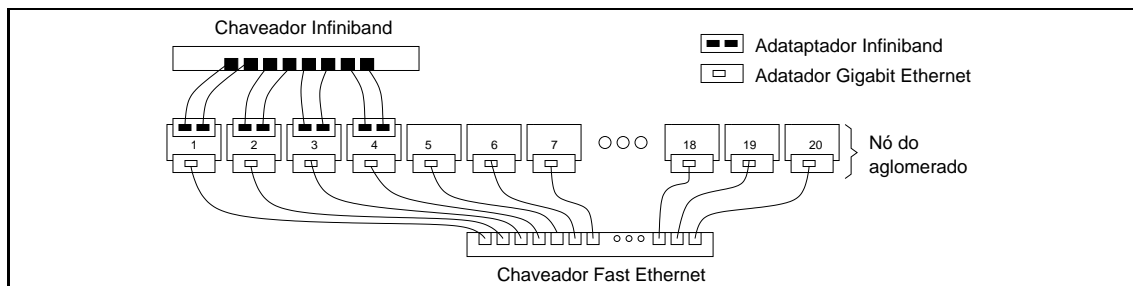 Chaveador Infiniband
Adataptador Infiniband
Adatador Gigabit Ethernet
1 2 3 4 5 6 7 18 19 20
Nó do
aglomerado
Chaveador Fast Ethernet